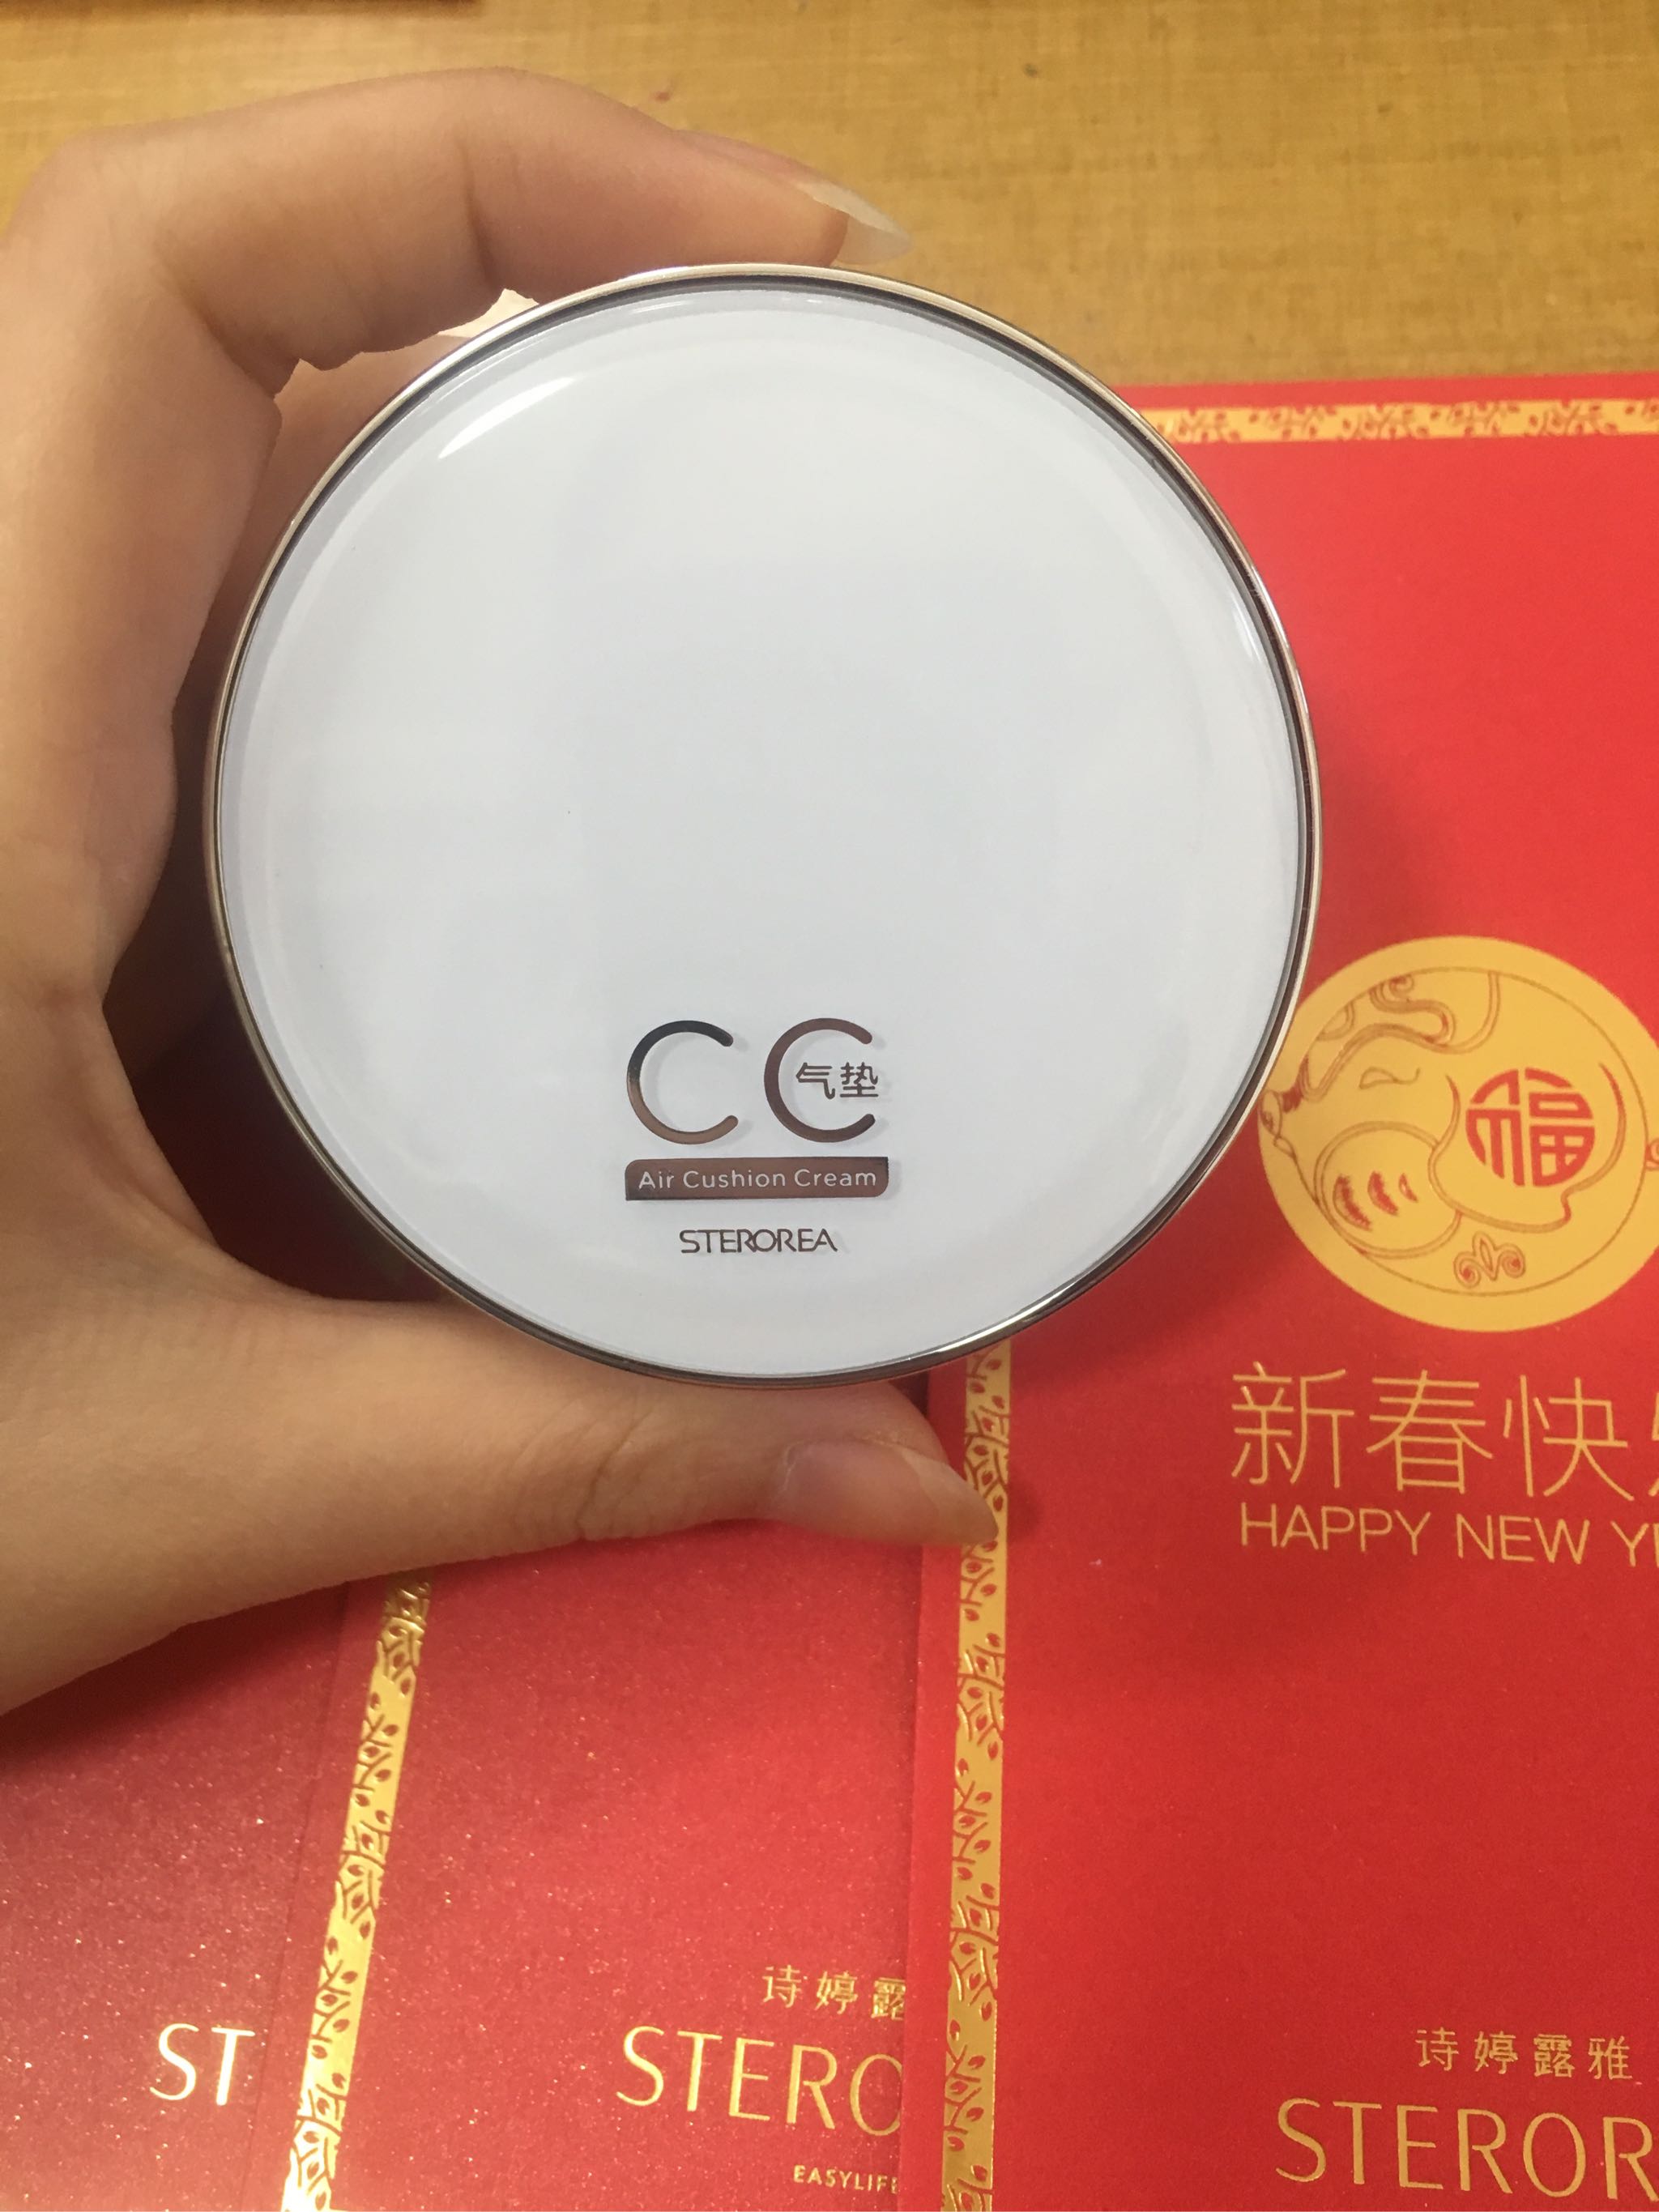 CC
气垫
Air Cushion Cream
STEROREA
福
新春快
HAPPY NEW
诗婷露雅
STEROR
诗婷露
STERO
EASYLIFE
ST